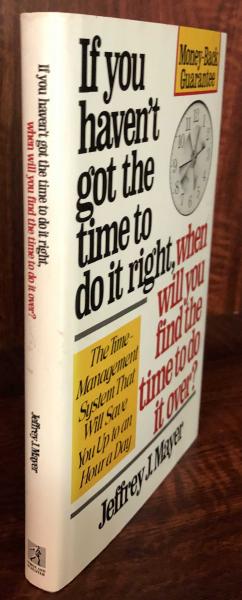 If you haven't got the time to do it right,
when will you find the time to do it over?
Jeffrey J. Mayer
SIMON AND
SCHUSTER
Money-Back
Guarantee
If you
haven't
got the
time to
do it right, when
will you
find the
time to do
it over?
The Time-
Management
System That
Will Save
You Up to an
Hour a Day
Jeffrey J. Mayer